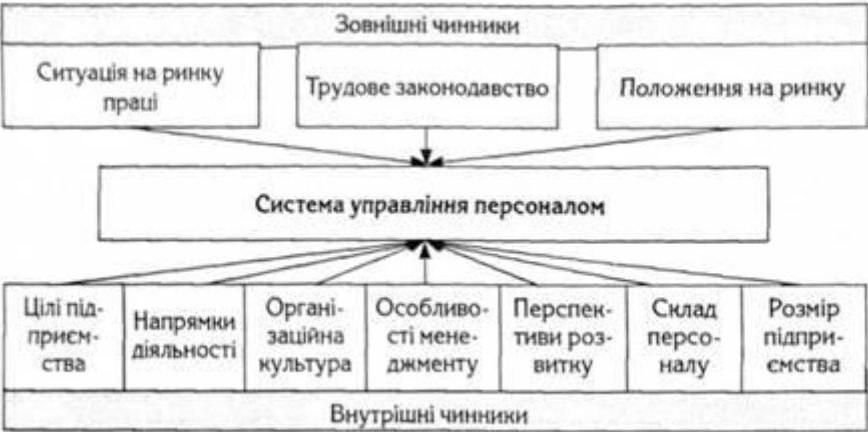 Зовнішні чинники
Ситуація на ринку
праці
Трудове законодавство
Положення на ринку
Система управління персоналом
Цілі під-
приєм-
ства
Напрямки
діяльності
Органі-
заційна
культура
Особливо-
сті мене-
джменту
Перспек-
тиви роз-
витку
Склад
персо-
налу
Розмір
підпри-
ємства
Внутрішні чинники